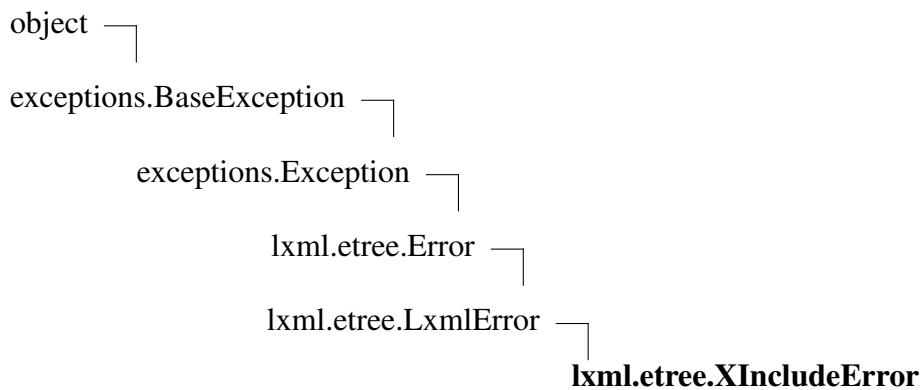 object
exceptions.BaseException
exceptions.Exception
lxml.etree.Error
lxml.etree.LxmlError
lxml.etree.XIncludeError